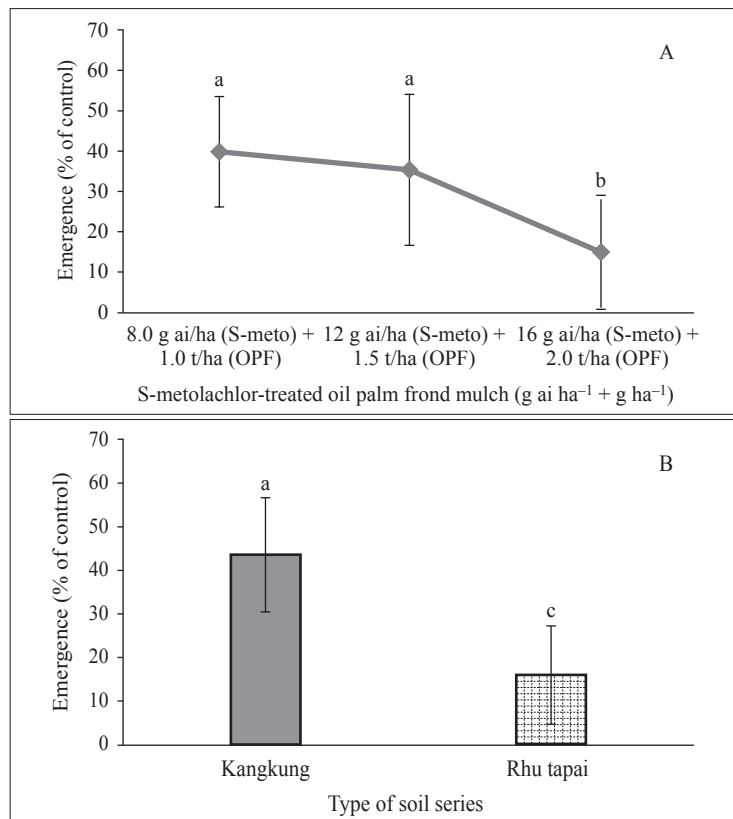 A
70
60
50
40
30
20
10
0
Emergence (% of control)
a
a
b
8.0 g ai/ha (S-meto) + 12 g ai/ha (S-meto) + 16 g ai/ha (S-meto) +
1.0 t/ha (OPF) 1.5 t/ha (OPF) 2.0 t/ha (OPF)
S-metolachlor-treated oil palm frond mulch (g ai ha⁻¹ + g ha⁻¹)
B
70
60
50
40
30
20
10
0
Emergence (% of control)
a
c
Kangkung Rhu tapai
Type of soil series